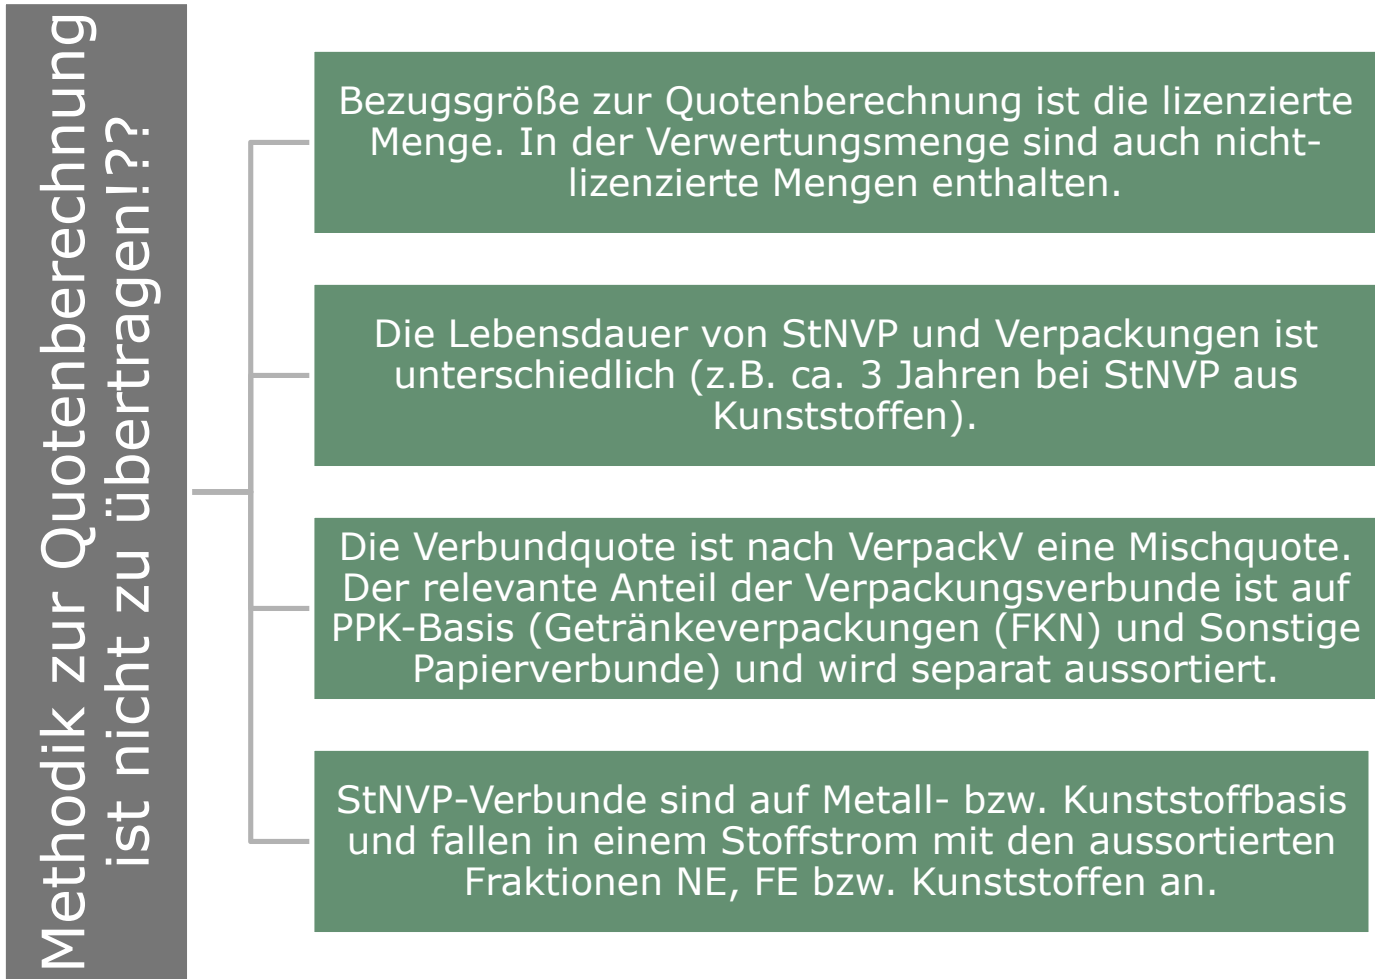 Methodik zur Quotenberechnung
ist nicht zu übertragen!??
Bezugsgröße zur Quotenberechnung ist die lizenzierte
Menge. In der Verwertungsmenge sind auch nicht-
lizenzierte Mengen enthalten.
Die Lebensdauer von StNVP und Verpackungen ist
unterschiedlich (z.B. ca. 3 Jahren bei StNVP aus
Kunststoffen).
Die Verbundquote ist nach VerpackV eine Mischquote.
Der relevante Anteil der Verpackungsverbunde ist auf
PPK-Basis (Getränkeverpackungen (FKN) und Sonstige
Papierverbunde) und wird separat aussortiert.
StNVP-Verbunde sind auf Metall- bzw. Kunststoffbasis
und fallen in einem Stoffstrom mit den aussortierten
Fraktionen NE, FE bzw. Kunststoffen an.